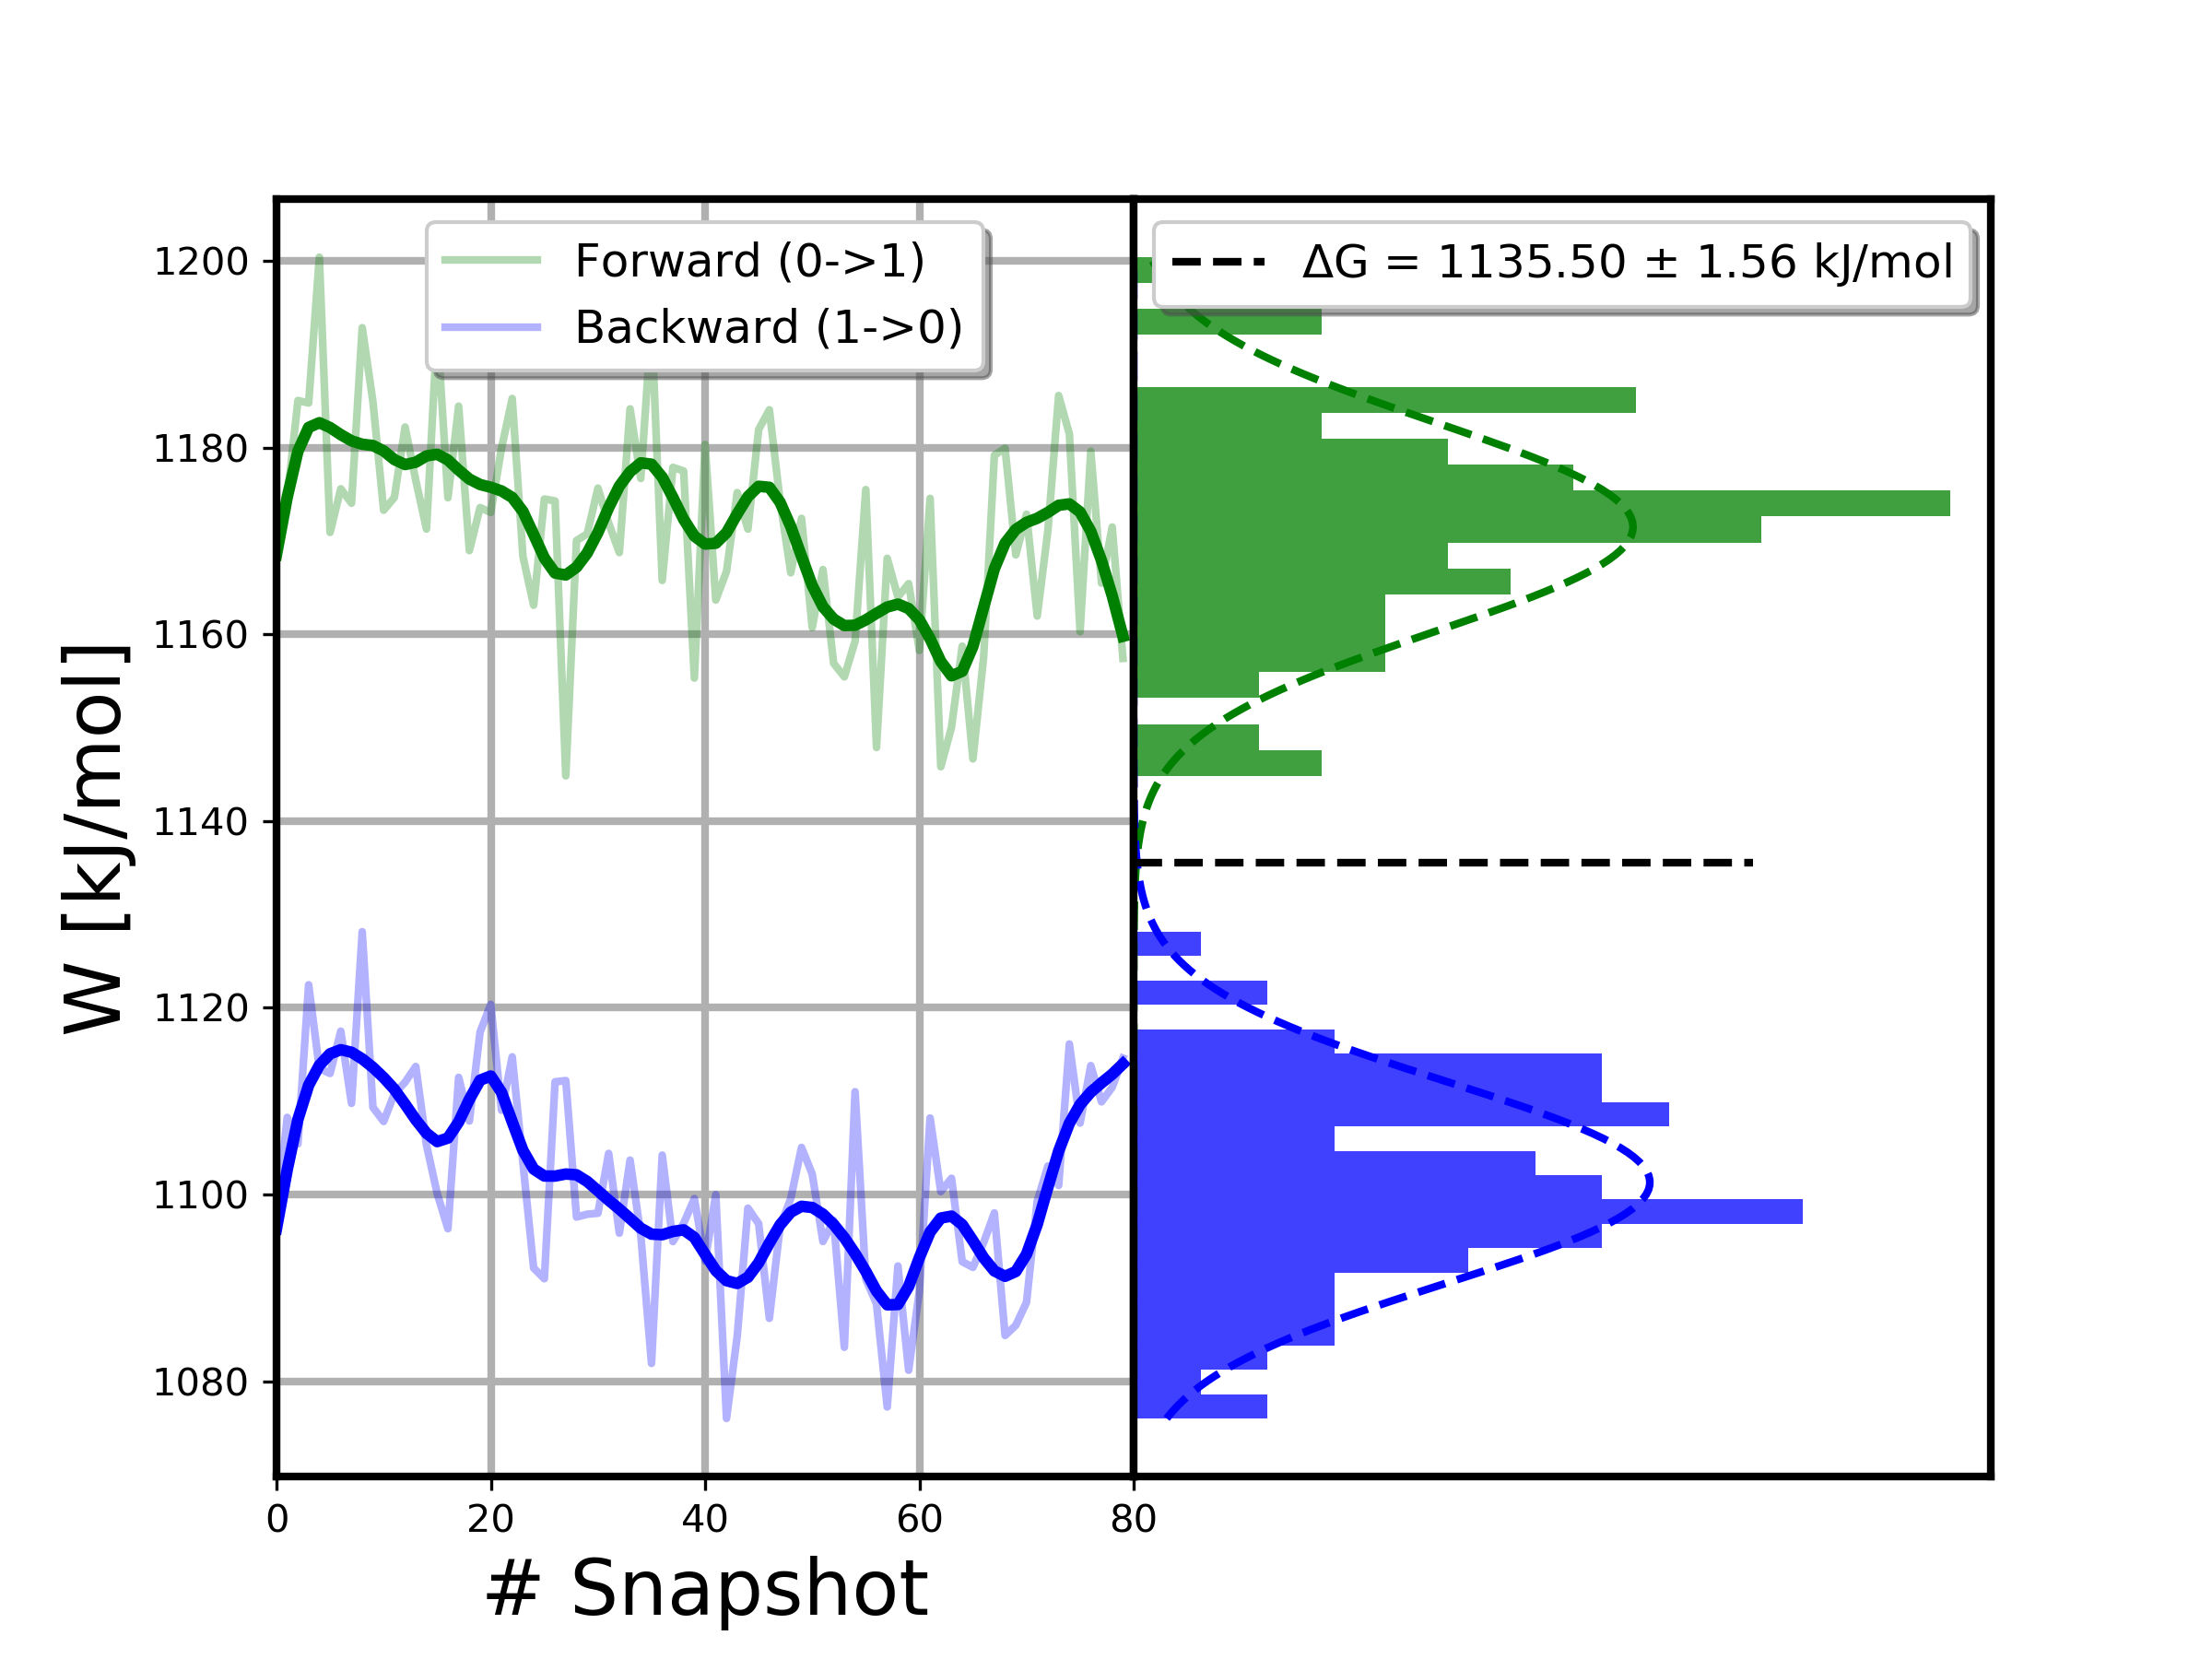 Forward (0->1)
Backward (1->0)
ΔG = 1135.50 ± 1.56 kJ/mol
W [kJ/mol]
1200
1180
1160
1140
1120
1100
1080
0 20 40 60 80
# Snapshot